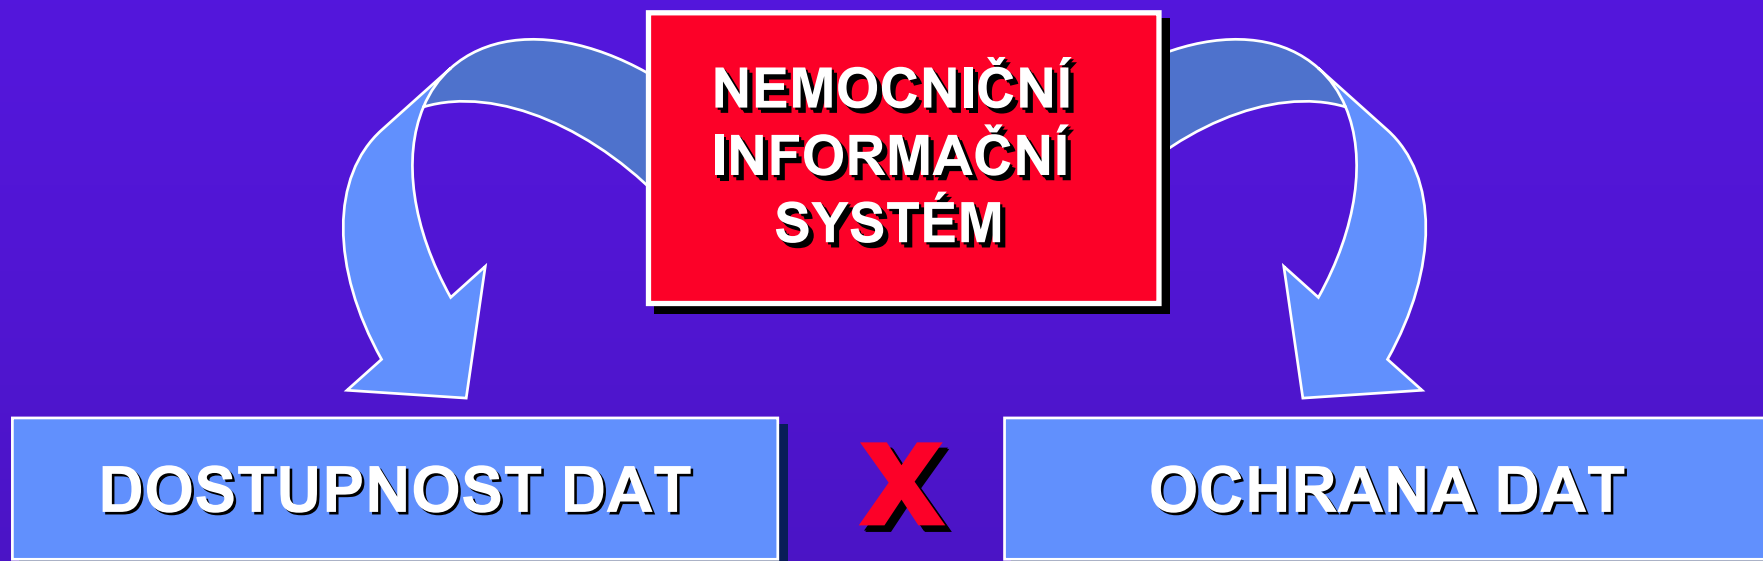 NEMOCNIČNÍ
INFORMAČNÍ
SYSTÉM
DOSTUPNOST DAT
X
OCHRANA DAT